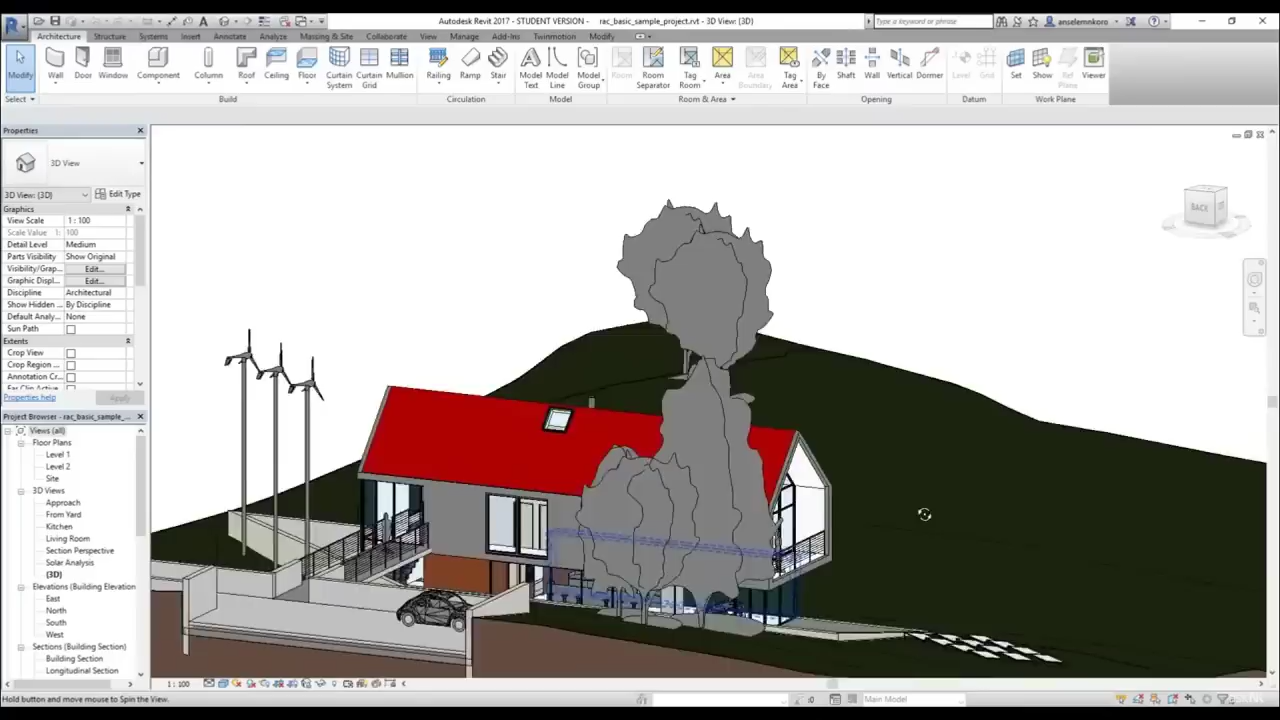 Autodesk Revit 2017 - STUDENT VERSION - rac_basic_sample_project.rvt - 3D View: {3D}
Type a keyword or phrase
anselemnkoro
Architecture Structure Systems Insert Annotate Analyze Massing & Site Collaborate View Manage Add-Ins Twinmotion Modify
Modify Wall Door Window Component Column Roof Ceiling Floor Curtain System Curtain Grid Mullion Railing Ramp Stair Model Text Model Line Model Group Room Room Separator Tag Room Area Area Boundary Tag Area By Face Shaft Wall Vertical Dormer Level Grid Set Show Ref Plane Viewer
Select Build Circulation Model Room & Area Opening Datum Work Plane
Properties
3D View
3D View: {3D} Edit Type
Graphics
View Scale 1 : 100
Scale Value 1: 100
Detail Level Medium
Parts Visibility Show Original
Visibility/Grap... Edit...
Graphic Displ... Edit...
Discipline Architectural
Show Hidden ... By Discipline
Default Analy... None
Sun Path
Extents
Crop View
Crop Region ...
Annotation Cr...
Far Clip Active
Properties help Apply
Project Browser - rac_basic_sample_...
Views (all)
Floor Plans
Level 1
Level 2
Site
3D Views
Approach
From Yard
Kitchen
Living Room
Section Perspective
Solar Analysis
{3D}
Elevations (Building Elevation
East
North
South
West
Sections (Building Section)
Building Section
Longitudinal Section
BACK
1 : 100
Hold button and move mouse to Spin the View.
:0
Main Model